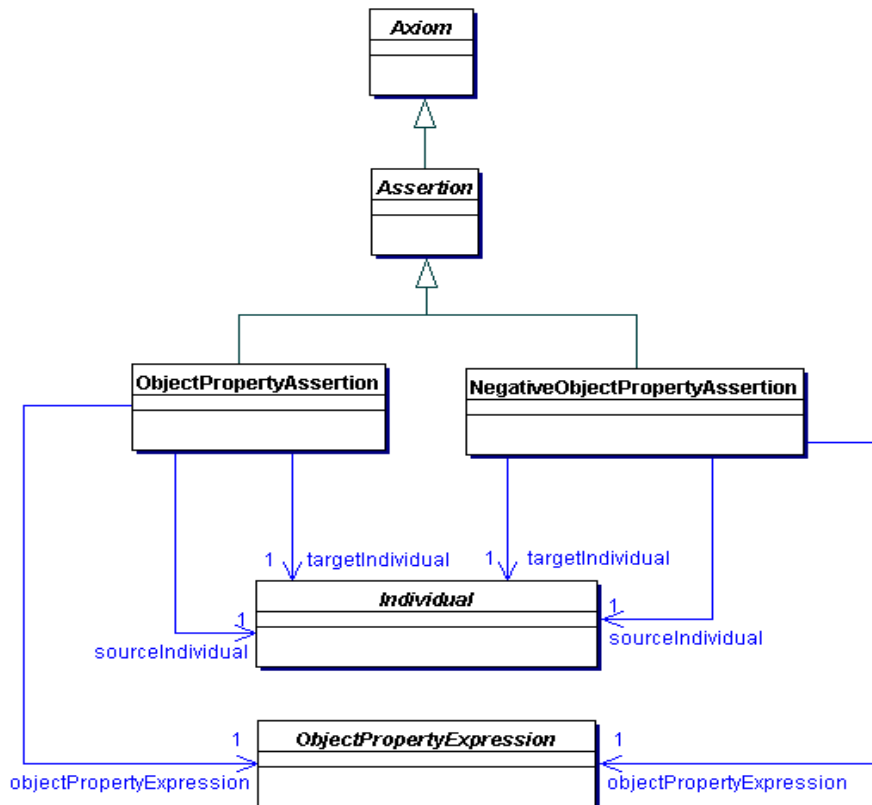 Axiom
Assertion
ObjectPropertyAssertion
NegativeObjectPropertyAssertion
1 targetIndividual
1 targetIndividual
Individual
1
1
sourceIndividual
sourceIndividual
1
ObjectPropertyExpression
1
objectPropertyExpression
objectPropertyExpression